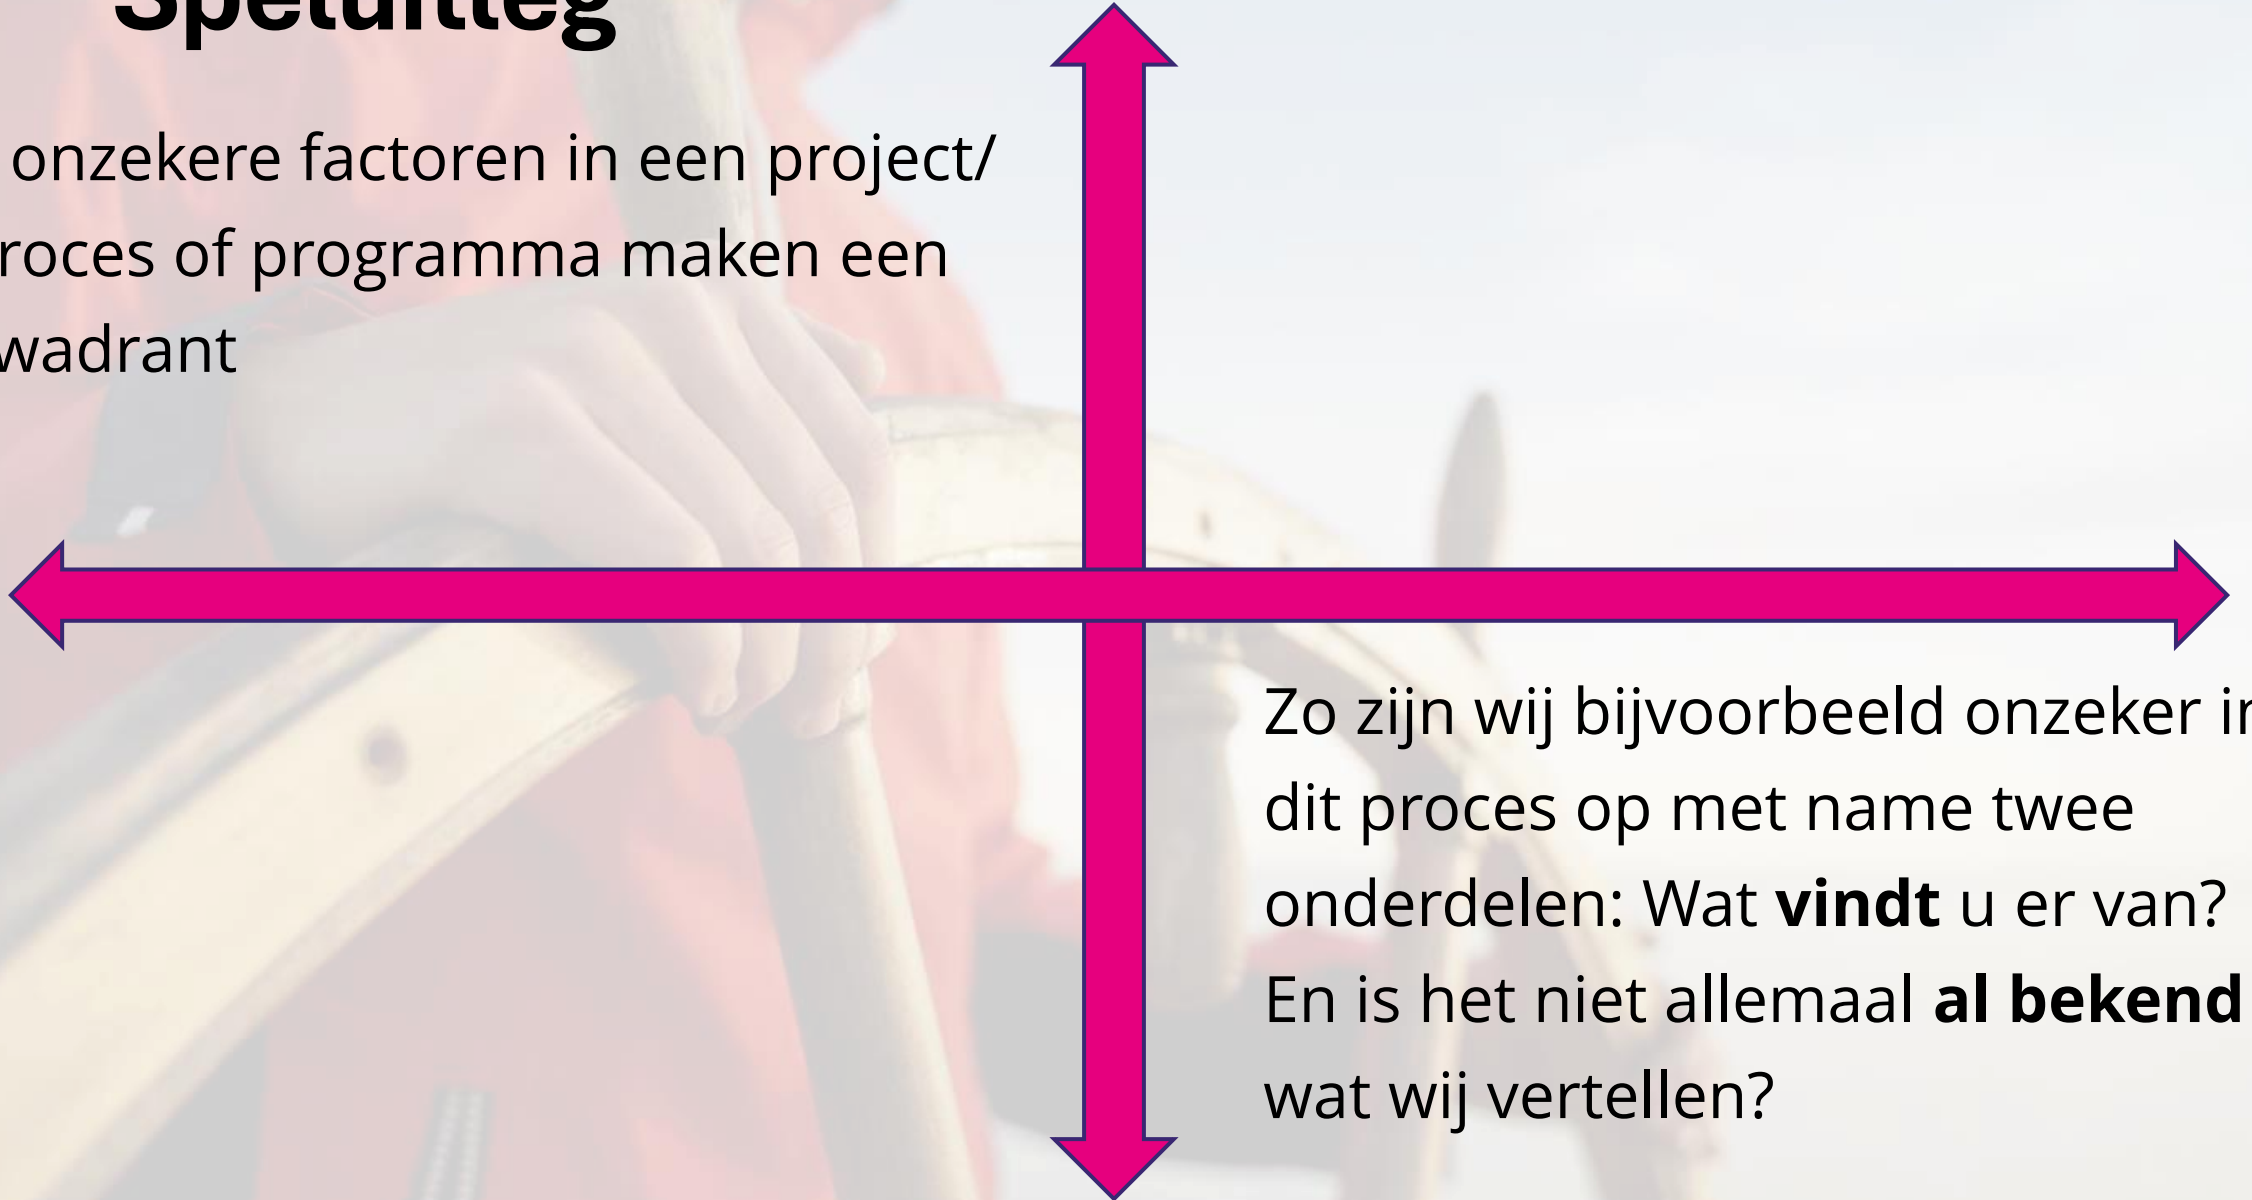 Speluitleg
onzekere factoren in een project/
roces of programma maken een
wadrant
Zo zijn wij bijvoorbeeld onzeker in
dit proces op met name twee
onderdelen: Wat vindt u er van?
En is het niet allemaal al bekend
wat wij vertellen?